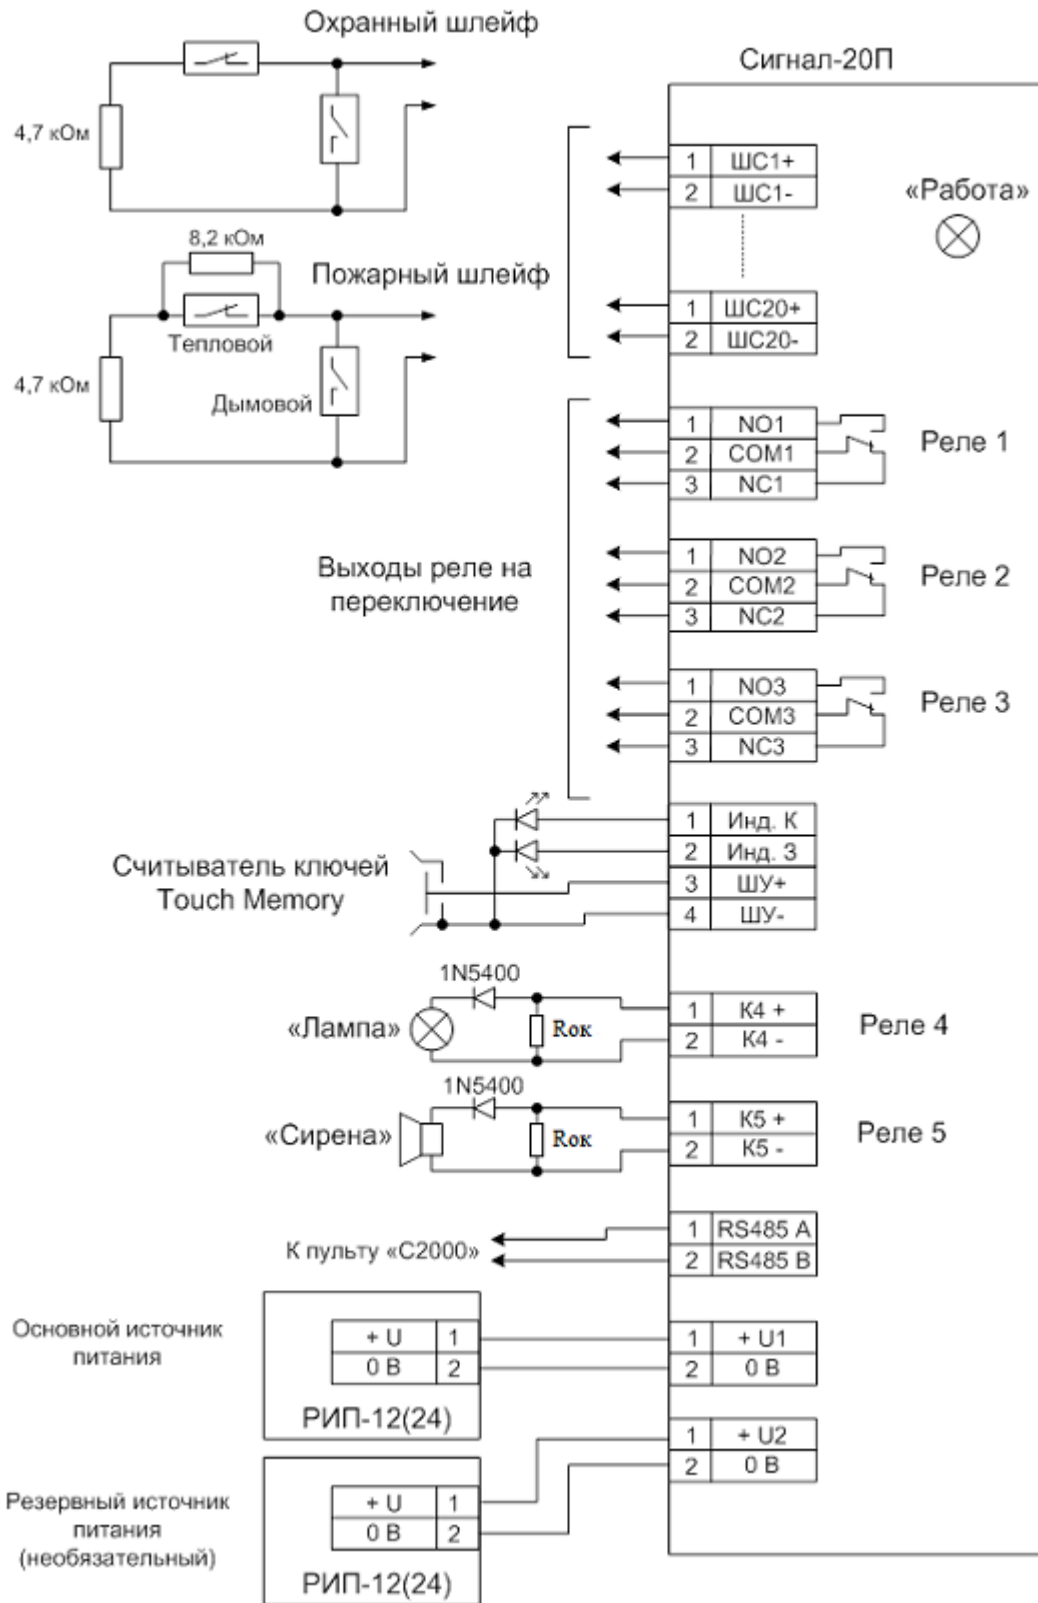 Охранный шлейф
4,7 кОм
8,2 кОм
Пожарный шлейф
Тепловой
4,7 кОм
Дымовой
Сигнал-20П
«Работа»
1 ШС1+
2 ШС1-
1 ШС20+
2 ШС20-
Выходы реле на
переключение
1 NO1
2 COM1
3 NC1
Реле 1
1 NO2
2 COM2
3 NC2
Реле 2
1 NO3
2 COM3
3 NC3
Реле 3
Считыватель ключей
Touch Memory
1 Инд. К
2 Инд. З
3 ШУ+
4 ШУ-
1N5400
«Лампа»
Rок
1 К4 +
2 К4 -
Реле 4
1N5400
«Сирена»
Rок
1 К5 +
2 К5 -
Реле 5
К пульту «С2000»
1 RS485 A
2 RS485 B
Основной источник
питания
+ U 1
0 В 2
РИП-12(24)
1 + U1
2 0 В
Резервный источник
питания
(необязательный)
+ U 1
0 В 2
РИП-12(24)
1 + U2
2 0 В